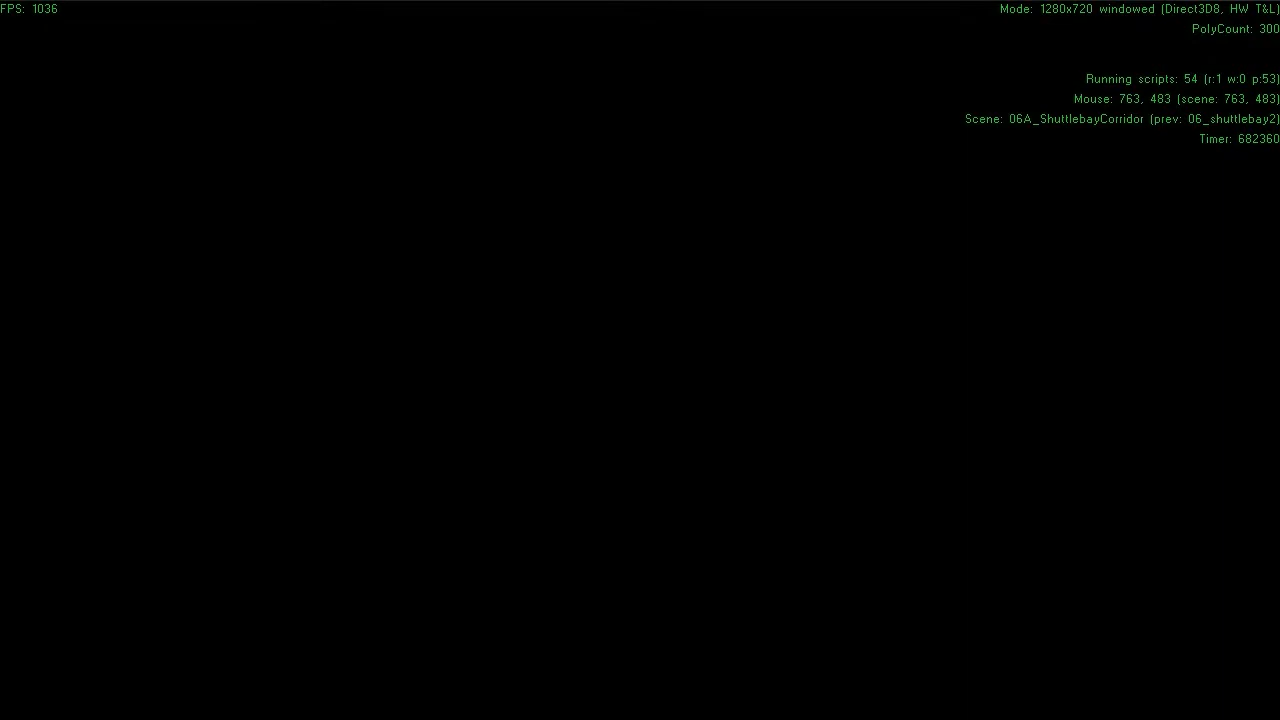 FPS: 1036
Mode: 1280x720 windowed (Direct3D8, HW T&L)
PolyCount: 300
Running scripts: 54 (r:1 w:0 p:53)
Mouse: 763, 483 (scene: 763, 483)
Scene: 06A_ShuttlebayCorridor (prev: 06_shuttlebay2)
Timer: 682360